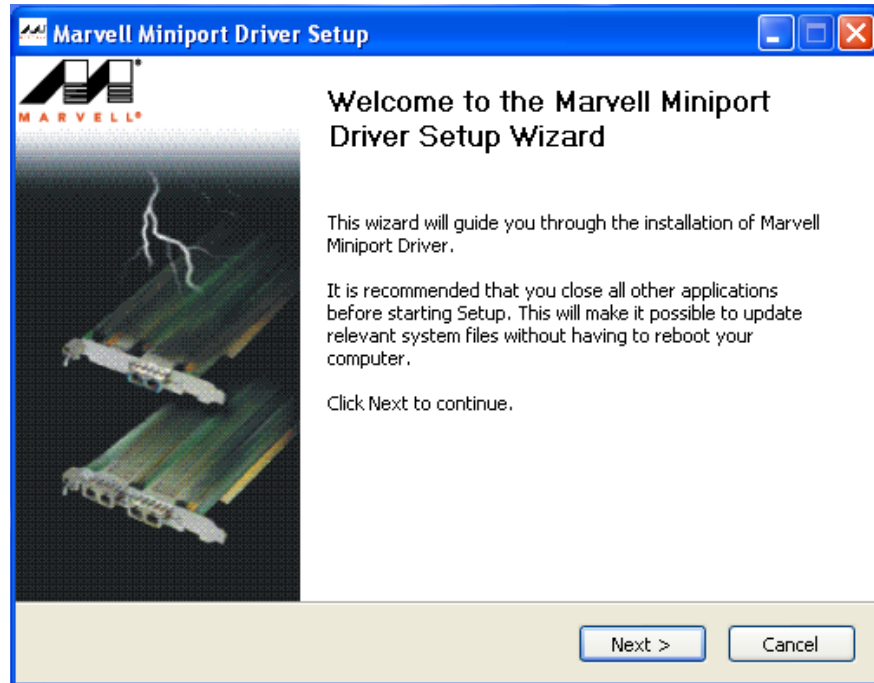 Marvell Miniport Driver Setup
MARVELL®
Welcome to the Marvell Miniport
Driver Setup Wizard
This wizard will guide you through the installation of Marvell
Miniport Driver.
It is recommended that you close all other applications
before starting Setup. This will make it possible to update
relevant system files without having to reboot your
computer.
Click Next to continue.
Next >
Cancel